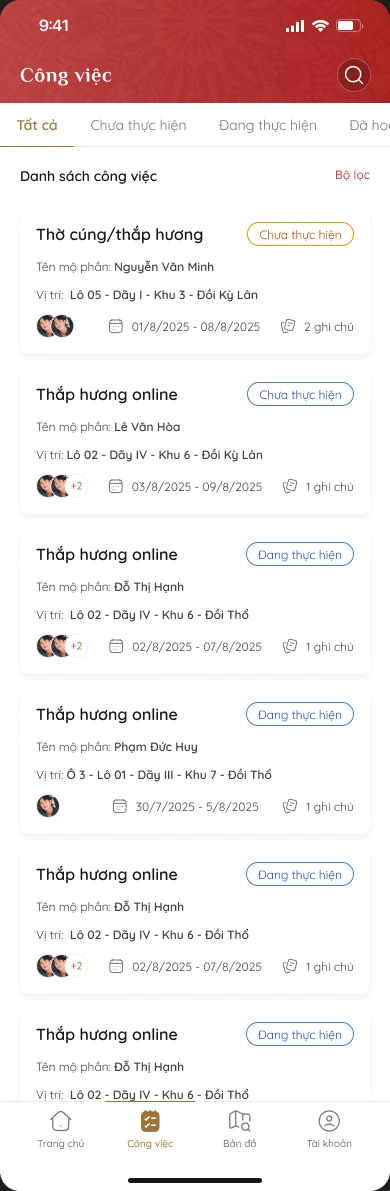 9:41
Công việc
Tất cả
Chưa thực hiện
Đang thực hiện
Đã
Danh sách công việc
Bộ lọc
Thờ cúng/thắp hương
Chưa thực hiện
Tên mộ phần: Nguyễn Văn Minh
Vị trí: Lô 05 - Dãy I - Khu 3 - Đồi Kỳ Lân
01/8/2025 - 08/8/2025
2 ghi chú
Thắp hương online
Chưa thực hiện
Tên mộ phần: Lê Văn Hòa
Vị trí: Lô 02 - Dãy IV - Khu 6 - Đồi Kỳ Lân
+2
03/8/2025 - 09/8/2025
1 ghi chú
Thắp hương online
Đang thực hiện
Tên mộ phần: Đỗ Thị Hạnh
Vị trí: Lô 02 - Dãy IV - Khu 6 - Đồi Thổ
+2
02/8/2025 - 07/8/2025
1 ghi chú
Thắp hương online
Đang thực hiện
Tên mộ phần: Phạm Đức Huy
Vị trí: Ô 3 - Lô 01 - Dãy III - Khu 7 - Đồi Thổ
30/7/2025 - 5/8/2025
1 ghi chú
Thắp hương online
Đang thực hiện
Tên mộ phần: Đỗ Thị Hạnh
Vị trí: Lô 02 - Dãy IV - Khu 6 - Đồi Thổ
+2
02/8/2025 - 07/8/2025
1 ghi chú
Thắp hương online
Đang thực hiện
Tên mộ phần: Đỗ Thị Hạnh
Vị trí: Lô 02 - Dãy IV - Khu 6 - Đồi Thổ
Trang chủ
Công việc
Bản đồ
Tài khoản